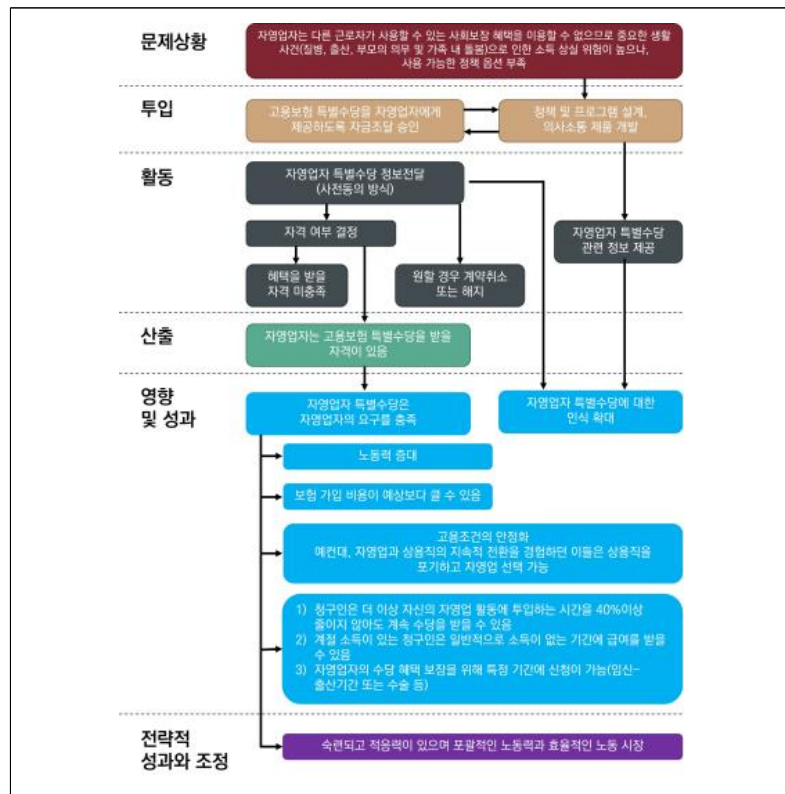 문제상황
자영업자는 다른 근로자가 사용할 수 있는 사회보장 혜택을 이용할 수 없으므로 중요한 생활
사건(질병, 출산, 부모의 의무 및 가족 내 돌봄)으로 인한 소득 상실 위험이 높으나,
사용 가능한 정책 옵션 부족
투입
고용보험 특별수당을 자영업자에게
제공하도록 자금조달 승인
정책 및 프로그램 설계,
의사소통 제품 개발
활동
자영업자 특별수당 정보전달
(사전동의 방식)
자격 여부 결정
자영업자 특별수당
관련 정보 제공
혜택을 받을
자격 미충족
원할 경우 계약취소
또는 해지
산출
자영업자는 고용보험 특별수당을 받을
자격이 있음
영향
및 성과
자영업자 특별수당은
자영업자의 요구를 충족
자영업자 특별수당에 대한
인식 확대
노동력 증대
보험 가입 비용이 예상보다 클 수 있음
고용조건의 안정화
예컨대, 자영업과 상용직의 지속적 전환을 경험하던 이들은 상용직을
포기하고 자영업 선택 가능
1) 청구인은 더 이상 자신의 자영업 활동에 투입하는 시간을 40%이상
줄이지 않아도 계속 수당을 받을 수 있음
2) 계절 소득이 있는 청구인은 일반적으로 소득이 없는 기간에 급여를 받을
수 있음
3) 자영업자의 수당 혜택 보장을 위해 특정 기간에 신청이 가능(임신-
출산기간 또는 수술 등)
전략적
성과와 조정
숙련되고 적응력이 있으며 포괄적인 노동력과 효율적인 노동 시장